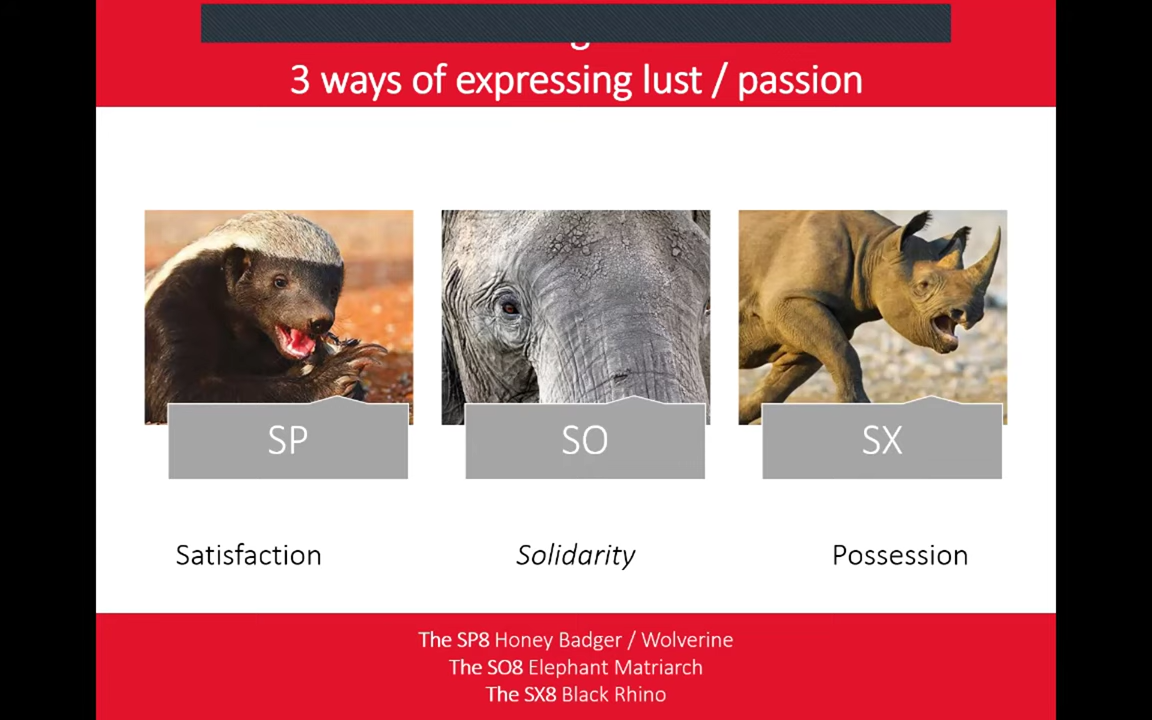 3 ways of expressing lust / passion
SP
SO
SX
Satisfaction
Solidarity
Possession
The SP8 Honey Badger / Wolverine
The SO8 Elephant Matriarch
The SX8 Black Rhino